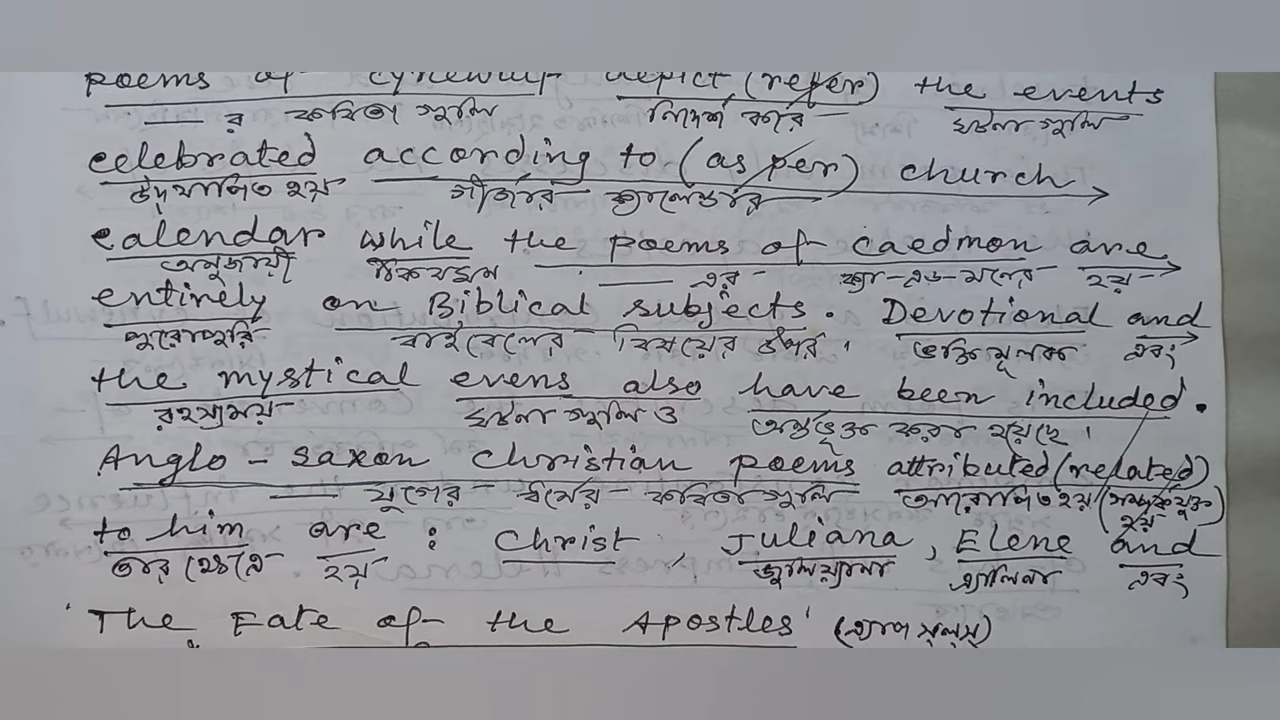 poems of cynewulf depict (refer) the events
র কবিতা গুলি নির্দেশ করে ঘটনা গুলি
celebrated according to (as per) church
উদ্‌যাপিত হয় গীর্জার ক্যালেন্ডার
calendar while the poems of caedmon are
অনুজায়ী এর ক্যা-এড-মনের হয়
entirely on Biblical subjects. Devotional and
পুরোপুরি বাইবেলের বিষয়ের উপর। ভক্তিমূলক এবং
the mystical evens also have been included.
রহস্যময় ঘটনা গুলি ও অন্তর্ভূক্ত করা হয়েছে।
Anglo-saxon Christian poems attributed (related)
যুগের ধর্মের কবিতা গুলি আরোপিত হয় (সম্পর্কযুক্ত হয়)
to him are : Christ, Juliana, Elene and
তার হয় জুলিয়ানা এ্যালিনা এবং
'The Fate of the Apostles' (এ্যাপসলস্)